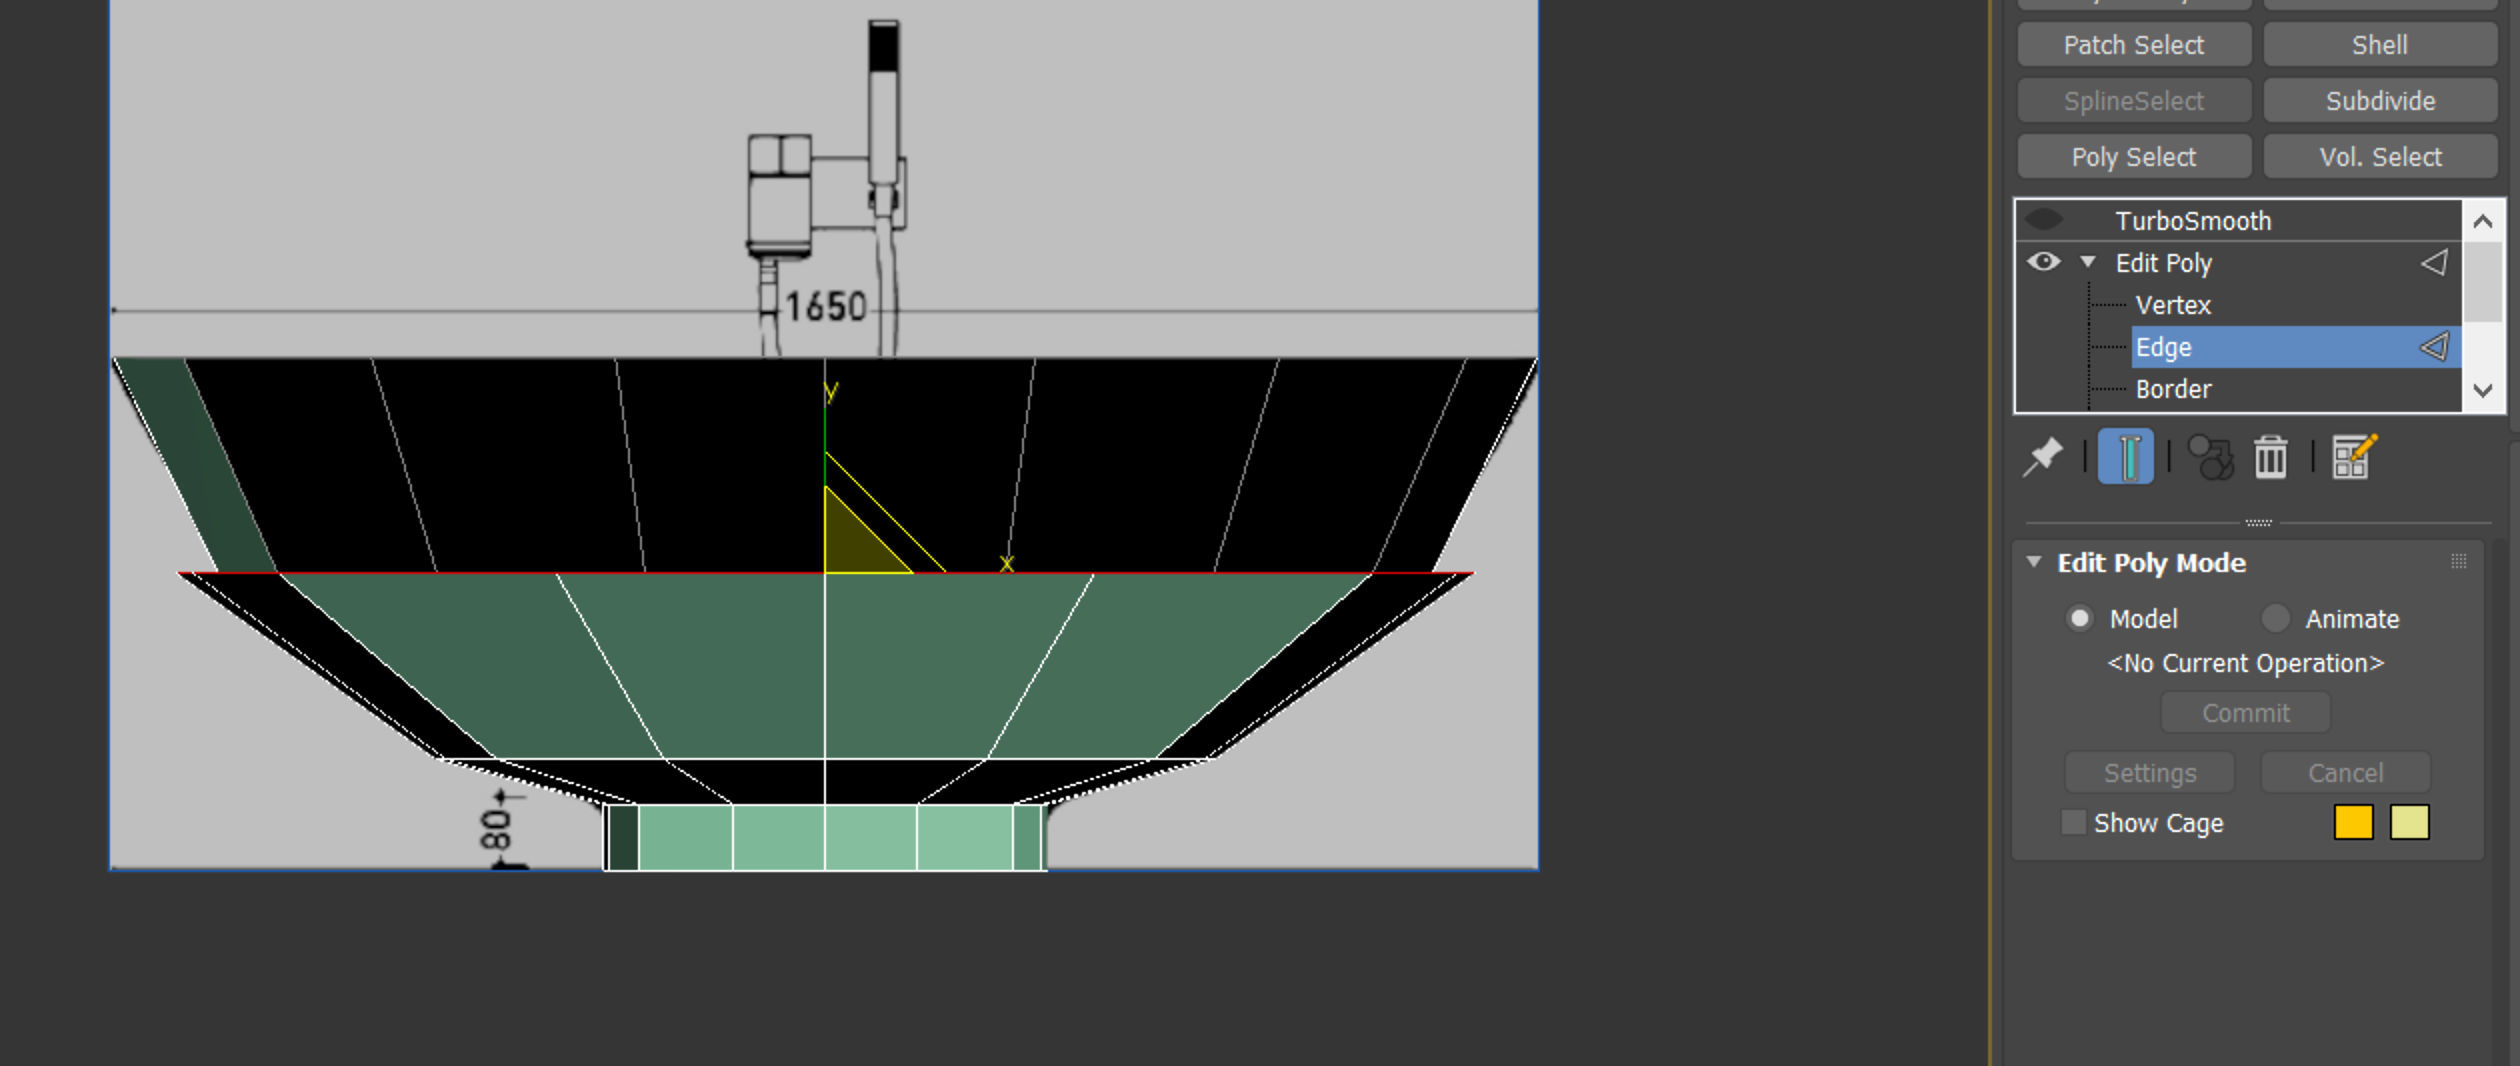 Patch Select
Shell
SplineSelect
Subdivide
Poly Select
Vol. Select
TurboSmooth
Edit Poly
Vertex
Edge
Border
1650
y
x
80
Edit Poly Mode
Model
Animate
<No Current Operation>
Commit
Settings
Cancel
Show Cage